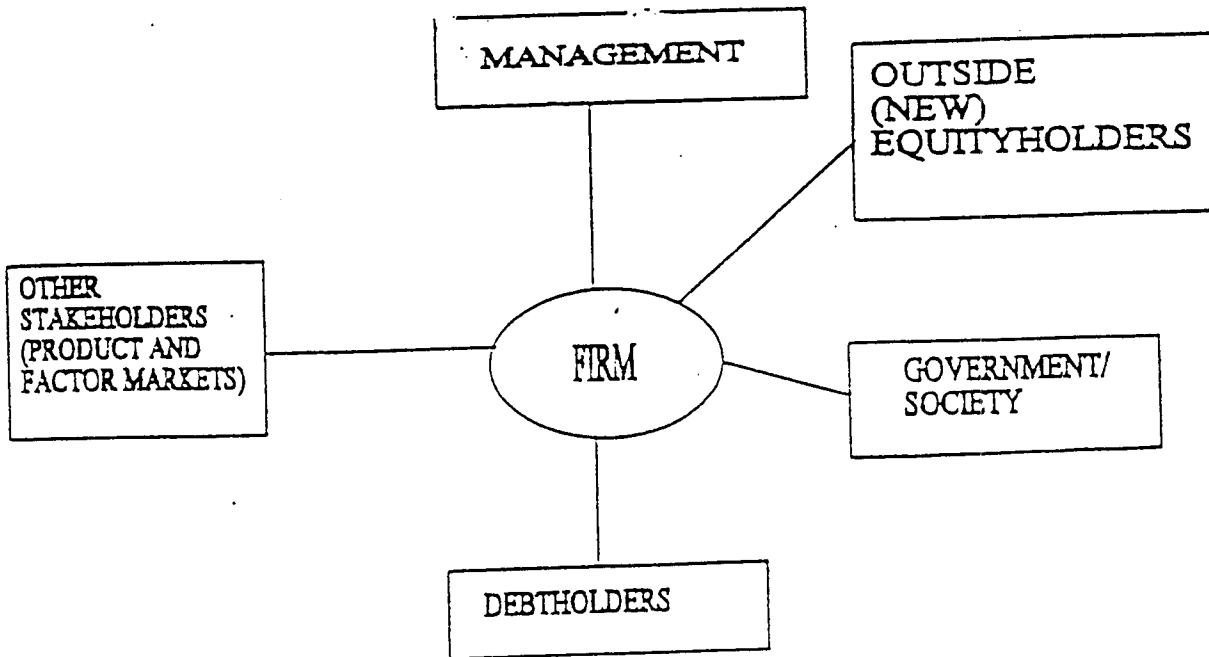 MANAGEMENT
OUTSIDE
(NEW)
EQUITYHOLDERS
OTHER
STAKEHOLDERS
(PRODUCT AND
FACTOR MARKETS)
FIRM
GOVERNMENT/
SOCIETY
DEBTHOLDERS